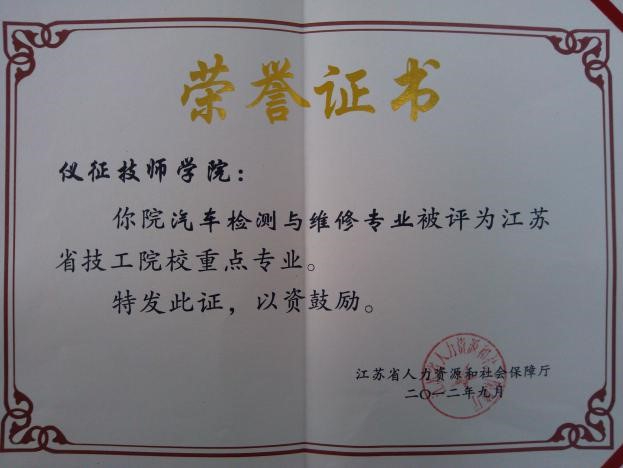 荣誉证书
仪征技师学院：
你院汽车检测与维修专业被评为江苏
省技工院校重点专业。
特发此证，以资鼓励。
江苏省人力资源和社会保障厅
二〇一二年九月